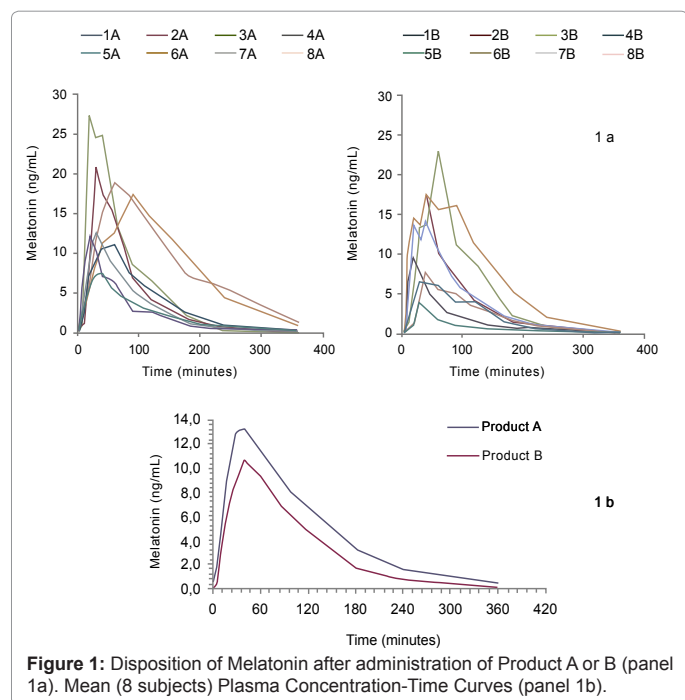 1A 2A 3A 4A
5A 6A 7A 8A
1B 2B 3B 4B
5B 6B 7B 8B
30
25
20
15
10
5
0
Melatonin (ng/mL)
0 100 200 300 400
Time (minutes)
1 a
30
25
20
15
10
5
0
Melatonin (ng/mL)
0 100 200 300 400
Time (minutes)
14,0
12,0
10,0
8,0
6,0
4,0
2,0
0,0
Melatonin (ng/mL)
Product A
Product B
1 b
0 60 120 180 240 300 360 420
Time (minutes)
Figure 1: Disposition of Melatonin after administration of Product A or B (panel
1a). Mean (8 subjects) Plasma Concentration-Time Curves (panel 1b).